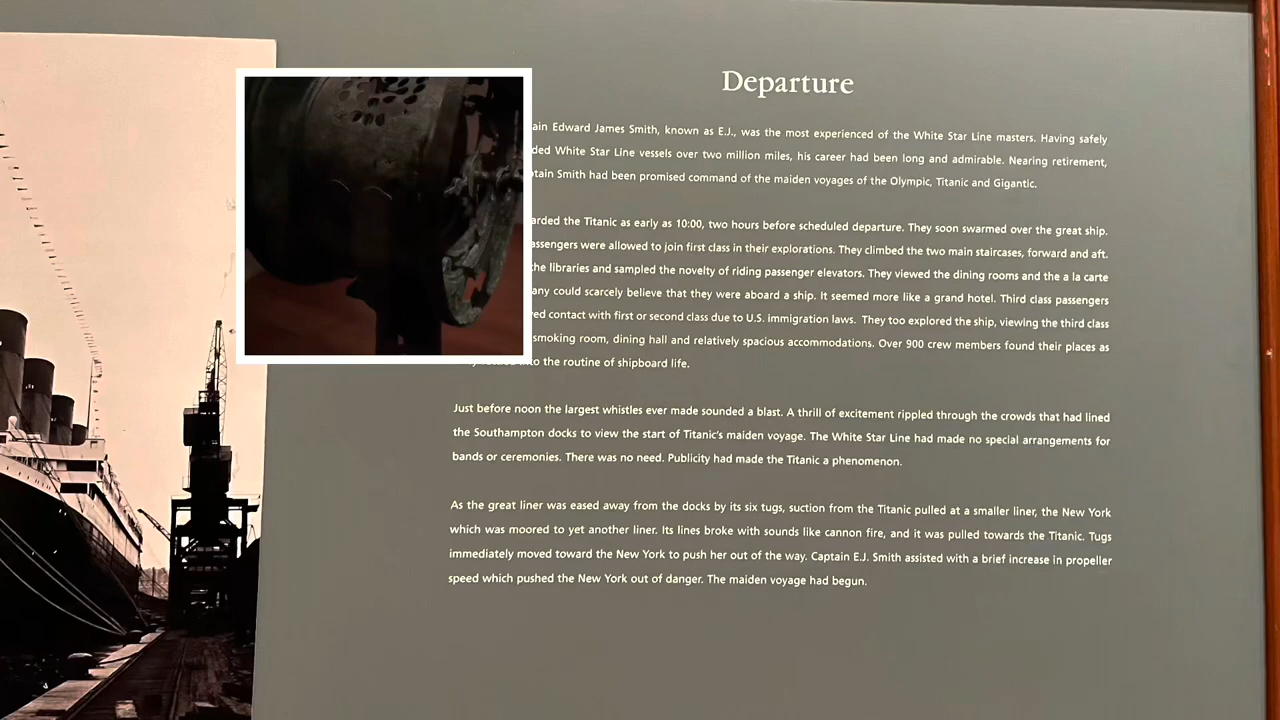 Departure
Edward James Smith, known as E.J., was the most experienced of the White Star Line masters. Having safely
White Star Line vessels over two million miles, his career had been long and admirable. Nearing retirement,
Smith had been promised command of the maiden voyages of the Olympic, Titanic and Gigantic.
the Titanic as early as 10:00, two hours before scheduled departure. They soon swarmed over the great ship.
were allowed to join first class in their explorations. They climbed the two main staircases, forward and aft.
the libraries and sampled the novelty of riding passenger elevators. They viewed the dining rooms and the a la carte
could scarcely believe that they were aboard a ship. It seemed more like a grand hotel. Third class passengers
contact with first or second class due to U.S. immigration laws. They too explored the ship, viewing the third class
smoking room, dining hall and relatively spacious accommodations. Over 900 crew members found their places as
the routine of shipboard life.
Just before noon the largest whistles ever made sounded a blast. A thrill of excitement rippled through the crowds that had lined
the Southampton docks to view the start of Titanic's maiden voyage. The White Star Line had made no special arrangements for
bands or ceremonies. There was no need. Publicity had made the Titanic a phenomenon.
As the great liner was eased away from the docks by its six tugs, suction from the Titanic pulled at a smaller liner, the New York
which was moored to yet another liner. Its lines broke with sounds like cannon fire, and it was pulled towards the Titanic. Tugs
immediately moved toward the New York to push her out of the way. Captain E.J. Smith assisted with a brief increase in propeller
speed which pushed the New York out of danger. The maiden voyage had begun.